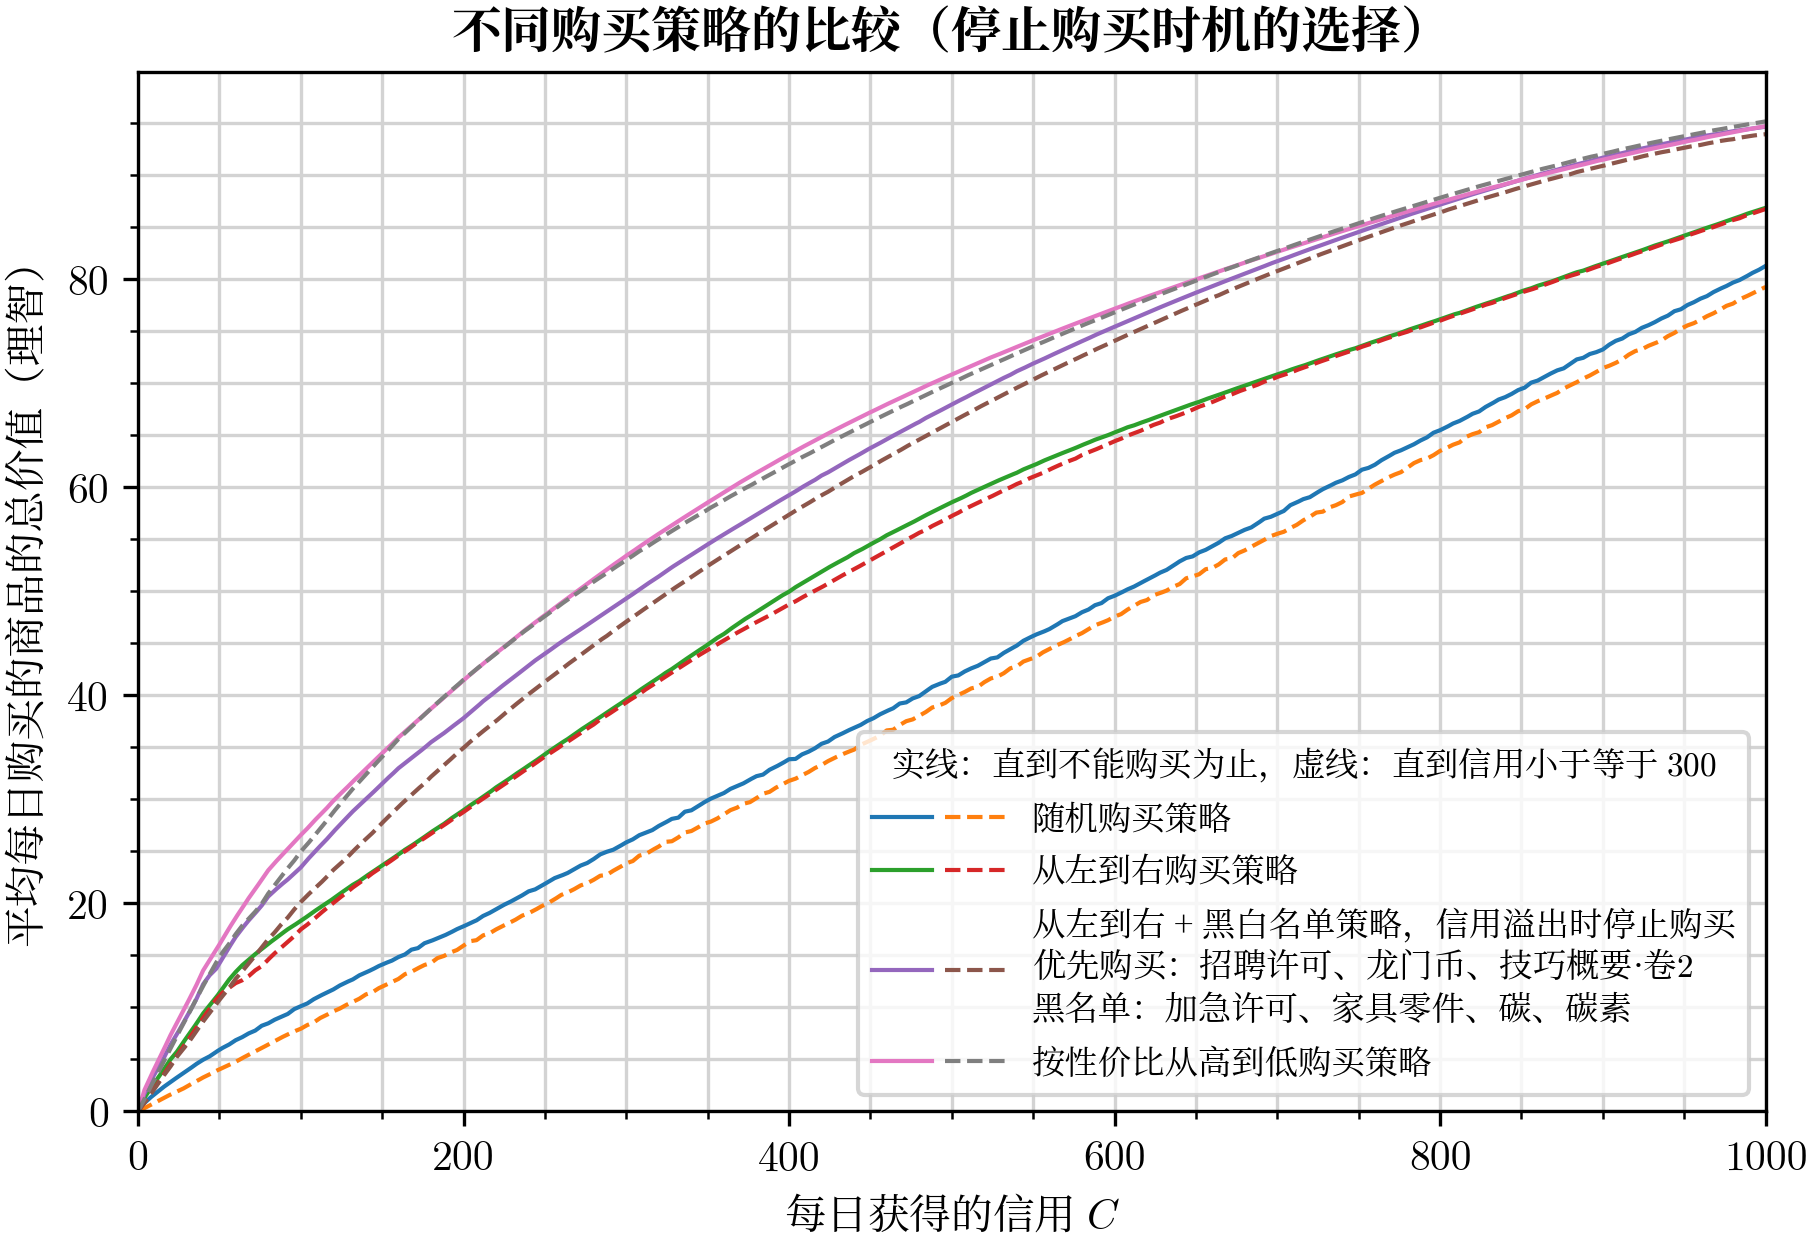 不同购买策略的比较（停止购买时机的选择）
平均每日购买的商品的总价值（理智）
80
60
40
20
0
0 200 400 600 800 1000
每日获得的信用 C
实线：直到不能购买为止，虚线：直到信用小于等于 300
随机购买策略
从左到右购买策略
从左到右 + 黑白名单策略，信用溢出时停止购买
优先购买：招聘许可、龙门币、技巧概要·卷2
黑名单：加急许可、家具零件、碳、碳素
按性价比从高到低购买策略